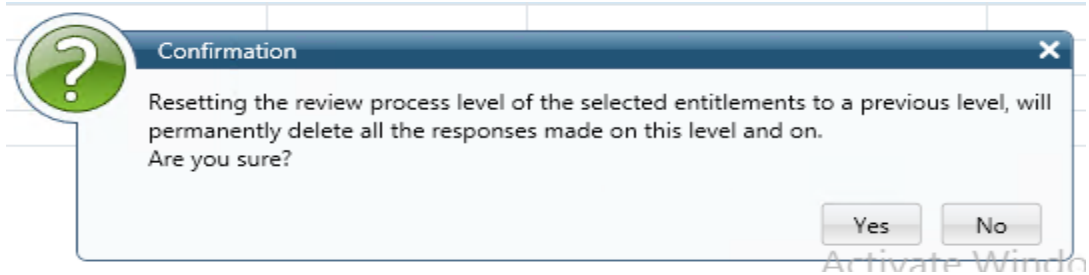 Confirmation
Resetting the review process level of the selected entitlements to a previous level, will
permanently delete all the responses made on this level and on.
Are you sure?
Yes No
Activate Windo